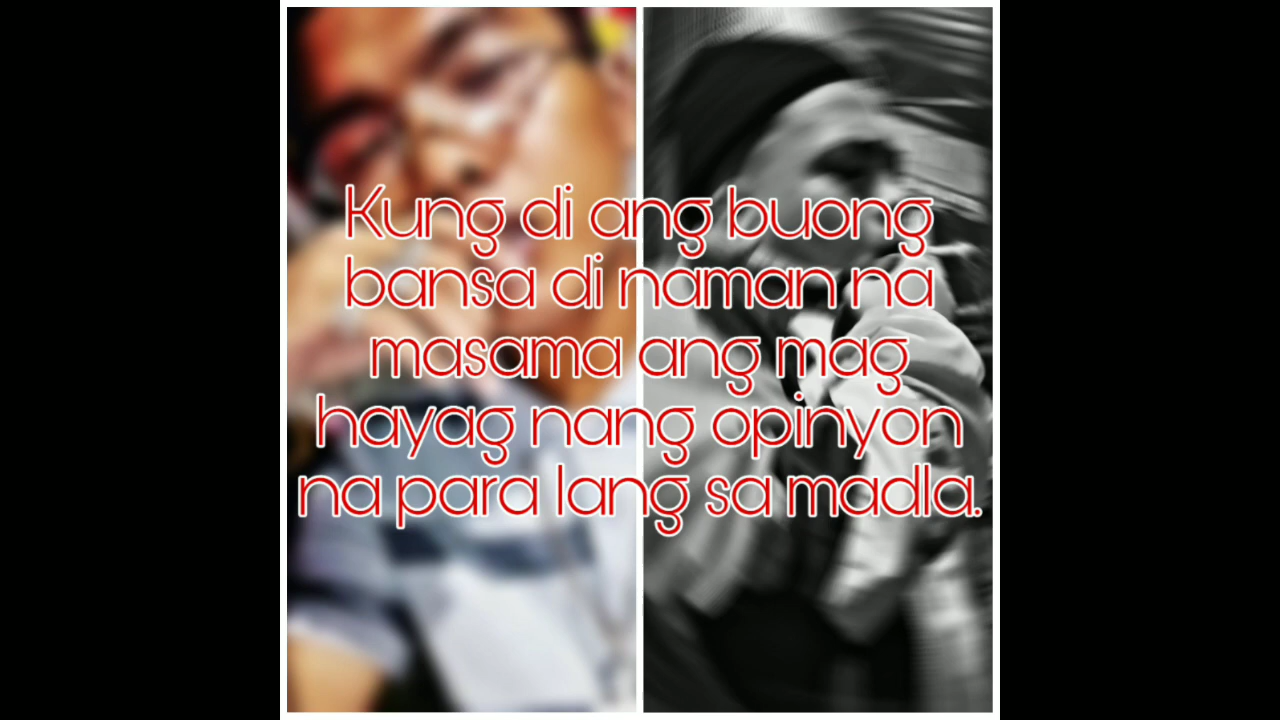 Kung di ang buong
bansa di naman na
masama ang mag
hayag nang opinyon
na para lang sa madla.